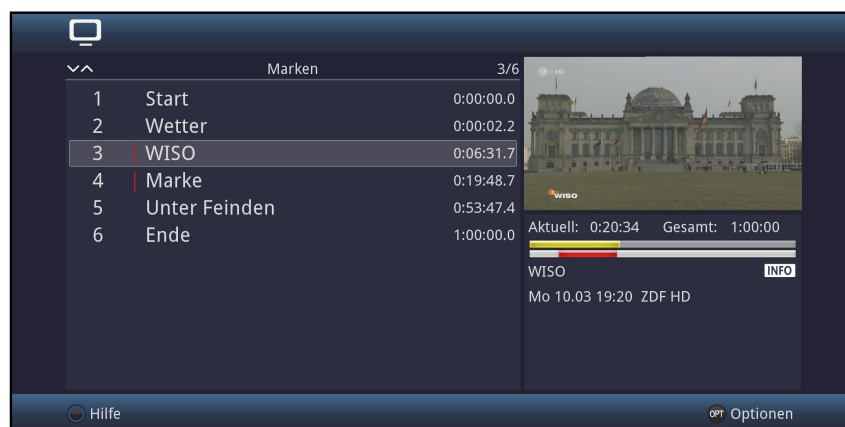 Marken 3/6
1 Start 0:00:00.0
2 Wetter 0:00:02.2
3 WISO 0:06:31.7
4 Marke 0:19:48.7
5 Unter Feinden 0:53:47.4
6 Ende 1:00:00.0
HD
WISO
Aktuell: 0:20:34 Gesamt: 1:00:00
WISO INFO
Mo 10.03 19:20 ZDF HD
Hilfe
OPT Optionen